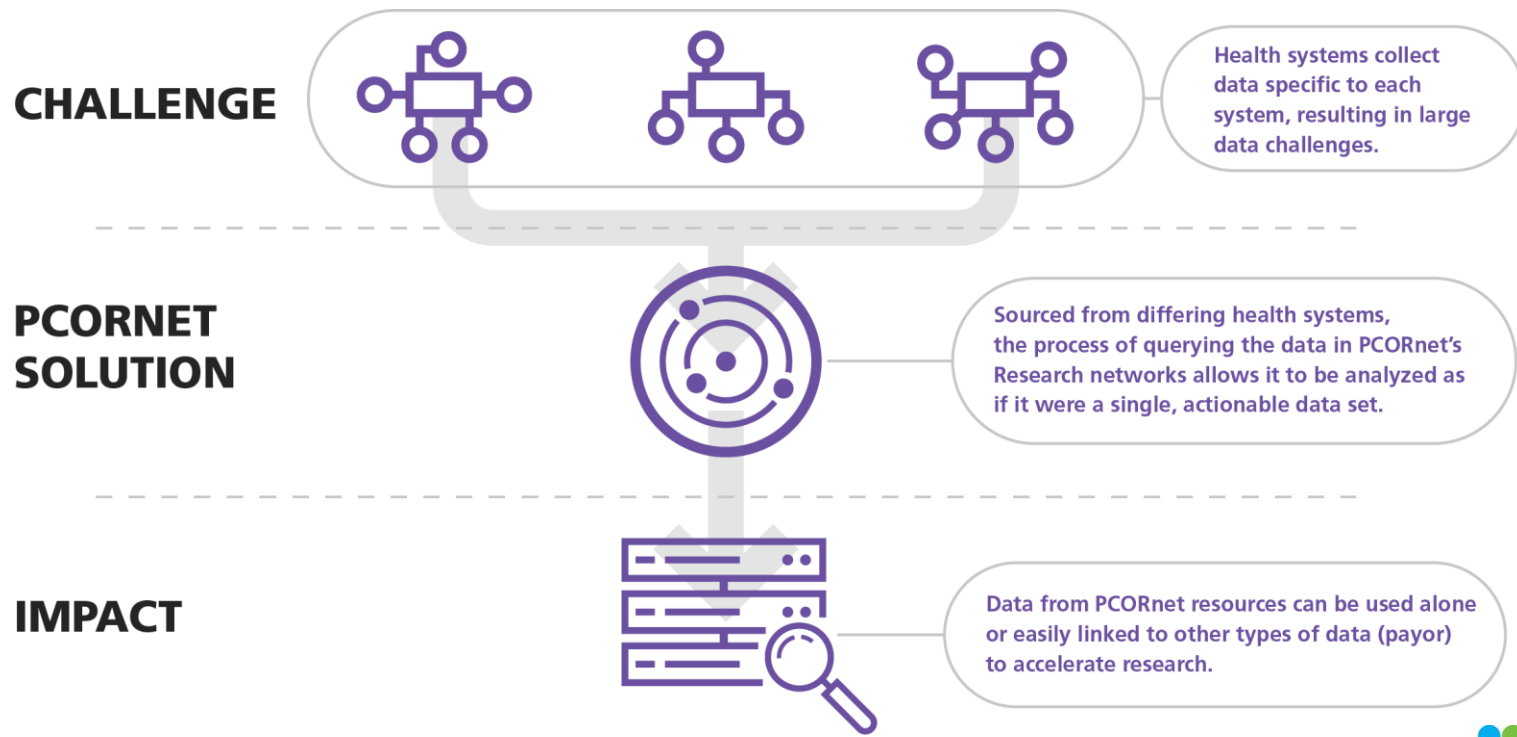 CHALLENGE
Health systems collect
data specific to each
system, resulting in large
data challenges.
PCORNET
SOLUTION
Sourced from differing health systems,
the process of querying the data in PCORnet’s
Research networks allows it to be analyzed as
if it were a single, actionable data set.
IMPACT
Data from PCORnet resources can be used alone
or easily linked to other types of data (payor)
to accelerate research.